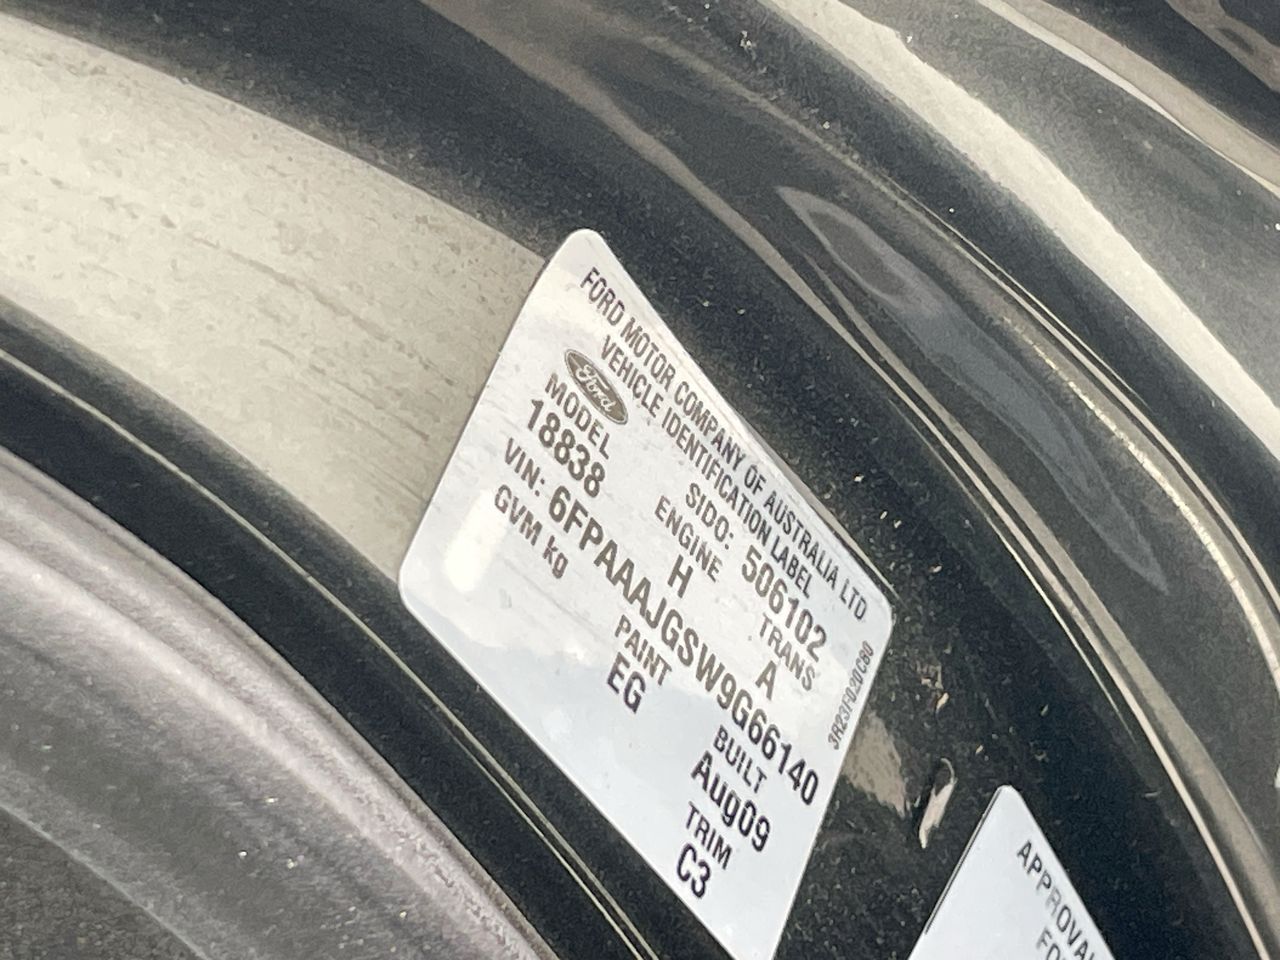 FORD MOTOR COMPANY OF AUSTRALIA LTD.
VEHICLE IDENTIFICATION LABEL
Ford
SIDO: 506102
MODEL ENGINE TRANS
18838 H A
VIN: 6FPAAAJGSW9G66140
GVM kg PAINT BUILT TRIM
EG Aug09 C3
3R23F020CB0
APPROVAL